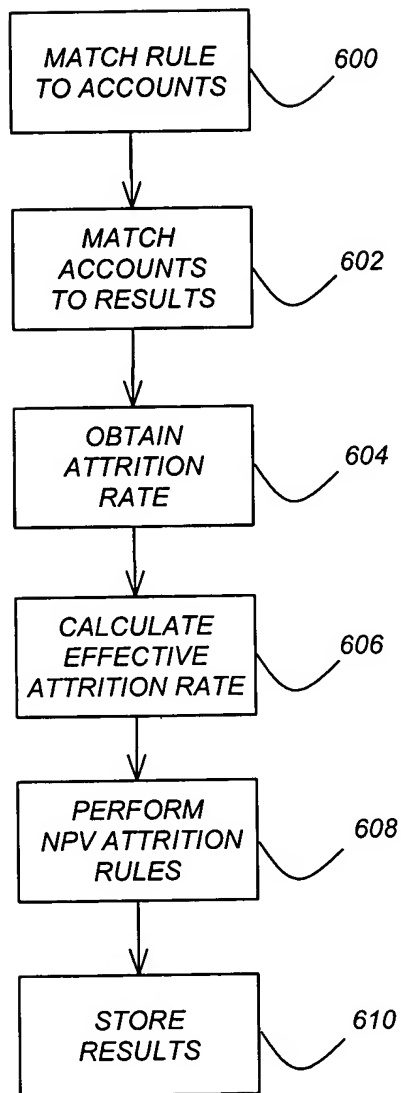 MATCH RULE
TO ACCOUNTS
600
MATCH
ACCOUNTS
TO RESULTS
602
OBTAIN
ATTRITION
RATE
604
CALCULATE
EFFECTIVE
ATTRITION RATE
606
PERFORM
NPV ATTRITION
RULES
608
STORE
RESULTS
610